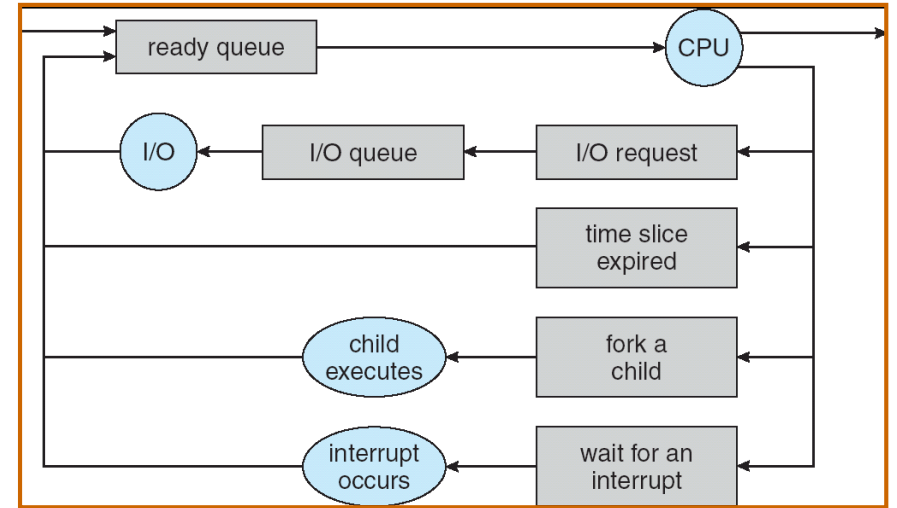 ready queue
CPU
I/O
I/O queue
I/O request
time slice
expired
child
executes
fork a
child
interrupt
occurs
wait for an
interrupt